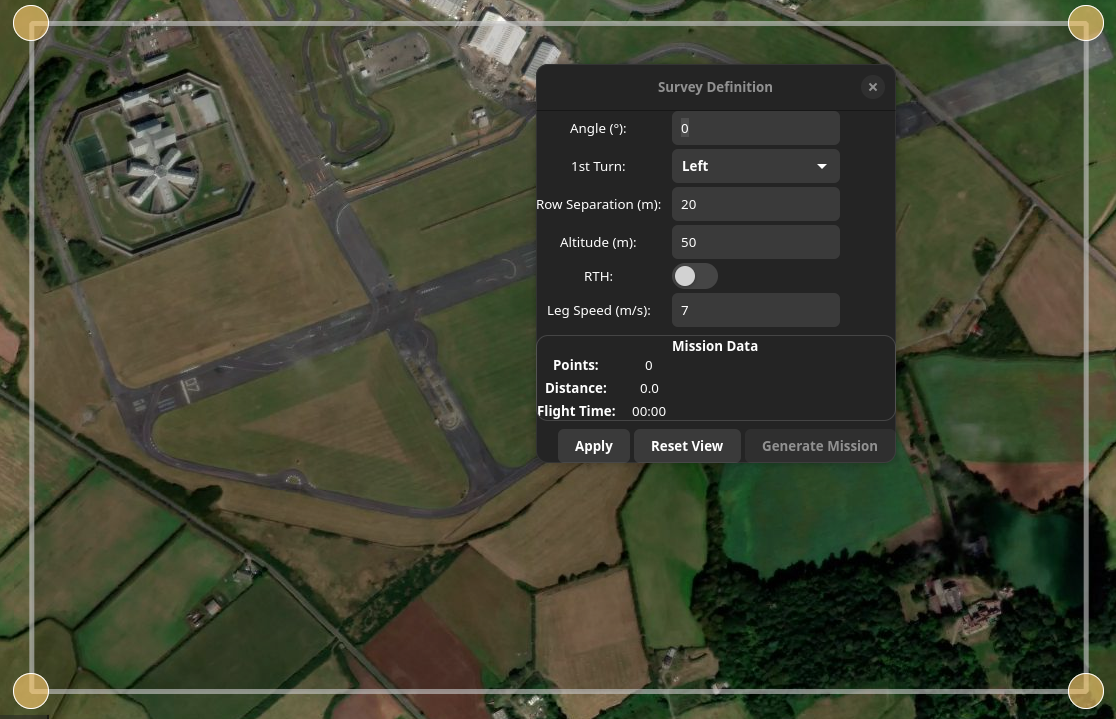 Survey Definition
Angle (°): 0
1st Turn: Left
Row Separation (m): 20
Altitude (m): 50
RTH:
Leg Speed (m/s): 7
Mission Data
Points: 0
Distance: 0.0
Flight Time: 00:00
Apply Reset View Generate Mission
07